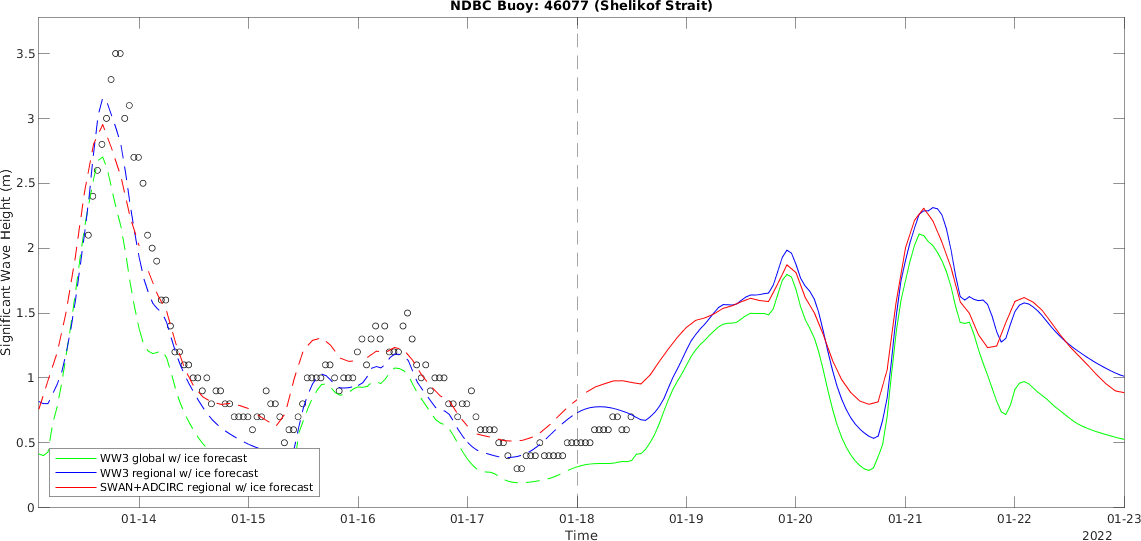 NDBC Buoy: 46077 (Shelikof Strait)
Significant Wave Height (m)
3.5
3
2.5
2
1.5
1
0.5
0
WW3 global w/ ice forecast
WW3 regional w/ ice forecast
SWAN+ADCIRC regional w/ ice forecast
01-14 01-15 01-16 01-17 01-18 01-19 01-20 01-21 01-22 01-23
Time
2022